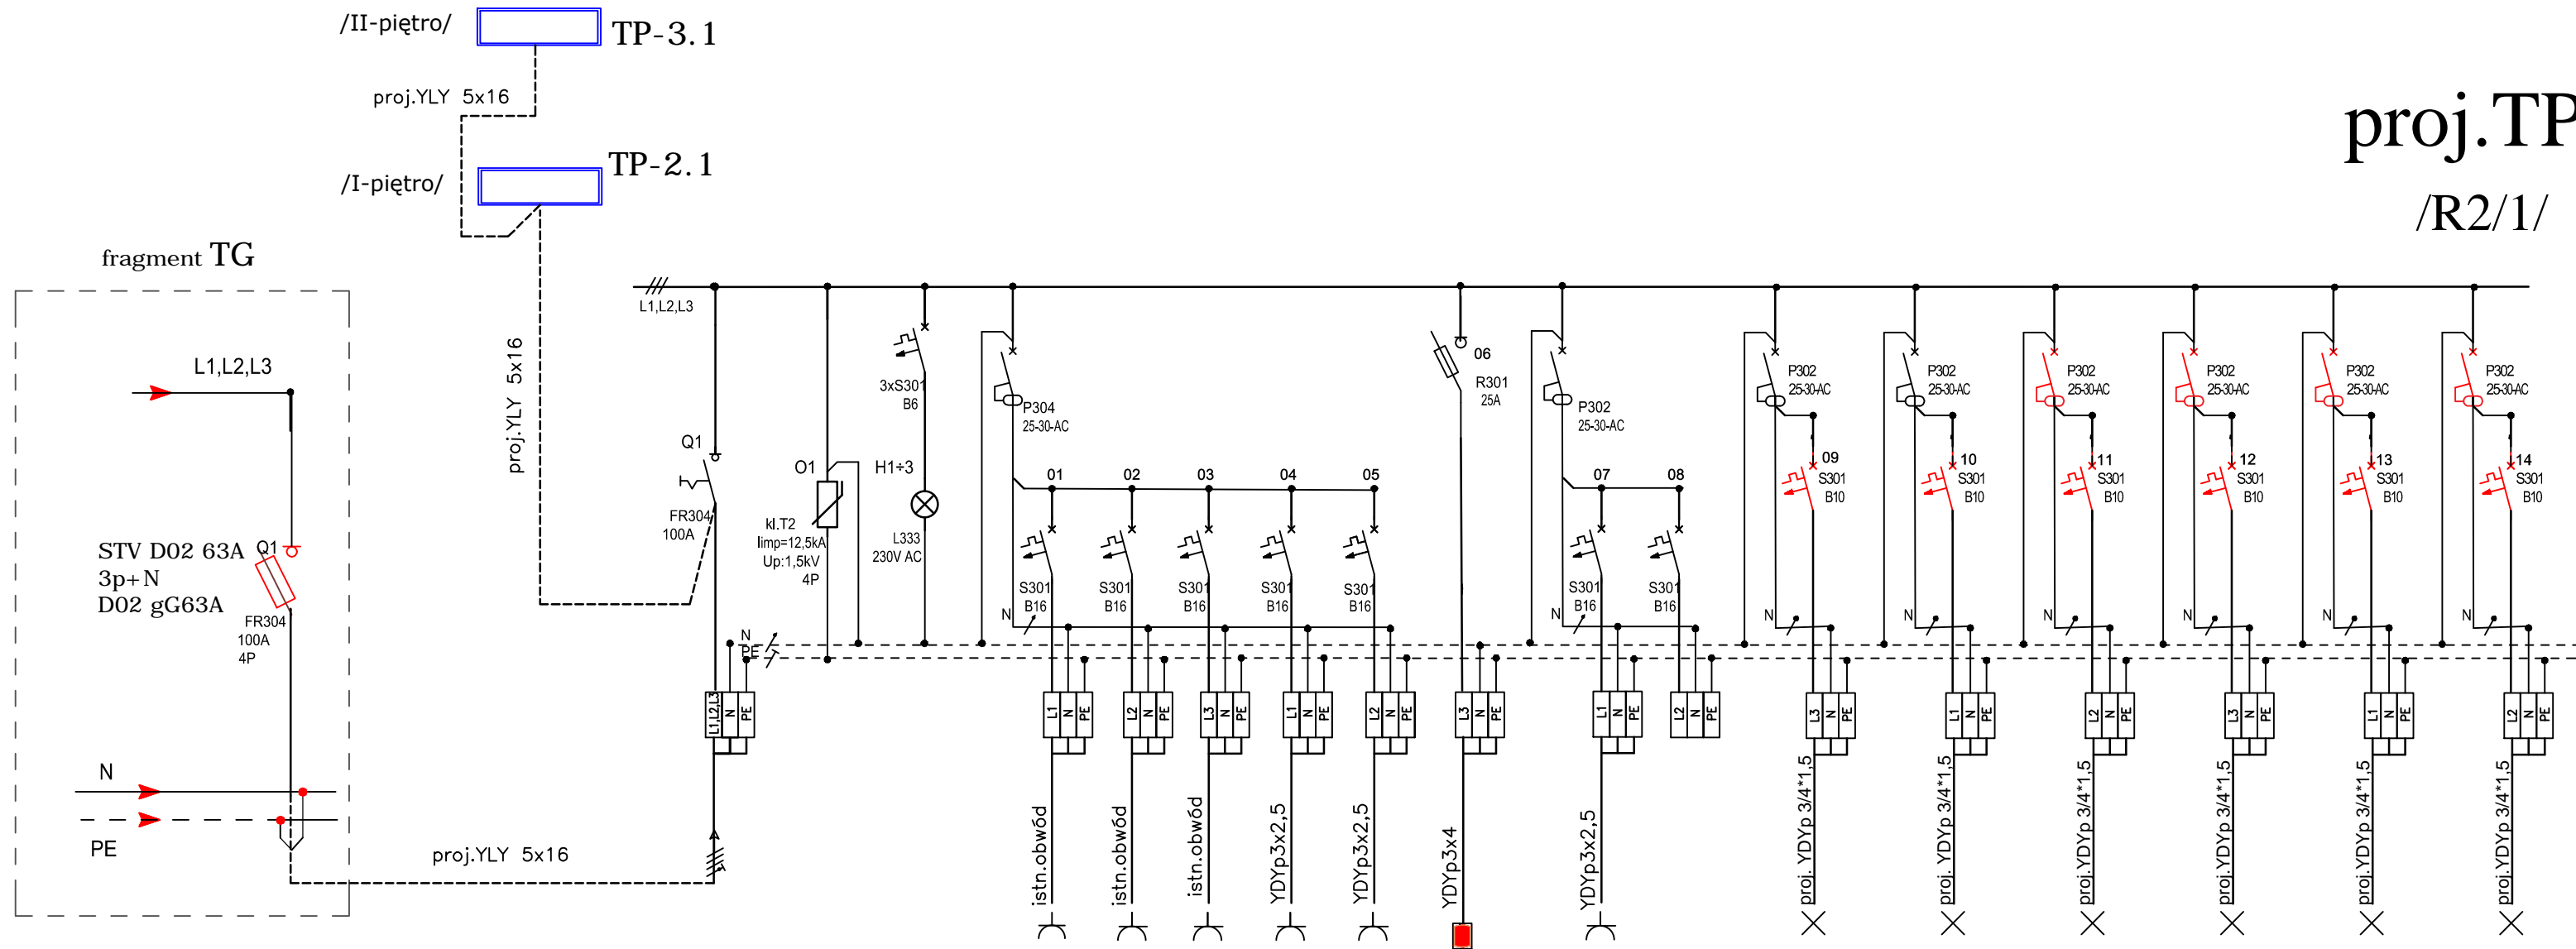 /II-piętro/
TP-3.1
proj.YLY 5x16
/I-piętro/
TP-2.1
proj.TP
/R2/1/
fragment TG
L1,L2,L3
STV D02 63A
3p+N
D02 gG63A
Q1
FR304
100A
4P
N
PE
proj.YLY 5x16
proj.YLY 5x16
L1,L2,L3
Q1
FR304
100A
O1
kl.T2
Iimp=12,5kA
Up:1,5kV
4P
3xS301
B6
H1÷3
L333
230V AC
N
PE
L1,L2,L3
N
PE
P304
25-30-AC
N
01
S301
B16
L1
N
PE
istn.obwód
02
S301
B16
L2
N
PE
istn.obwód
03
S301
B16
L3
N
PE
istn.obwód
04
S301
B16
L1
N
PE
YDYp3x2,5
05
S301
B16
L2
N
PE
YDYp3x2,5
06
R301
25A
L3
N
PE
YDYp3x4
P302
25-30-AC
N
07
S301
B16
L1
N
PE
YDYp3x2,5
08
S301
B16
L2
N
PE
P302
25-30-AC
09
S301
B10
N
L3
N
PE
proj. YDYp 3/4*1,5
P302
25-30-AC
10
S301
B10
N
L1
N
PE
proj. YDYp 3/4*1,5
P302
25-30-AC
11
S301
B10
N
L2
N
PE
proj.YDYp 3/4*1,5
P302
25-30-AC
12
S301
B10
N
L3
N
PE
proj.YDYp 3/4*1,5
P302
25-30-AC
13
S301
B10
N
L1
N
PE
proj.YDYp 3/4*1,5
P302
25-30-AC
14
S301
B10
N
L2
N
PE
proj.YDYp 3/4*1,5